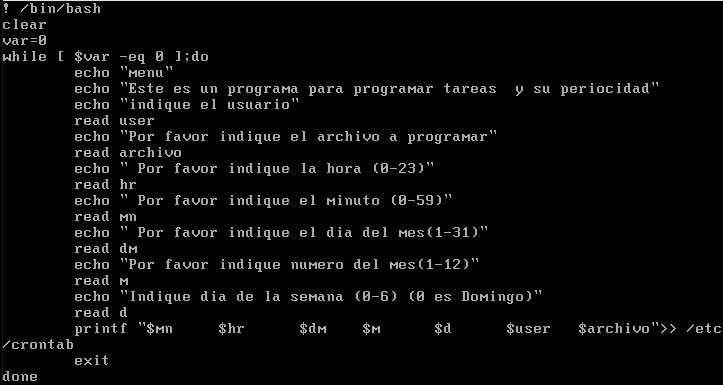 ! /bin/bash
clear
var=0
while [ $var -eq 0 ];do
echo "menu"
echo "Este es un programa para programar tareas  y su periocidad"
echo "indique el usuario"
read user
echo "Por favor indique el archivo a programar"
read archivo
echo " Por favor indique la hora (0-23)"
read hr
echo " Por favor indique el minuto (0-59)"
read mn
echo " Por favor indique el dia del mes(1-31)"
read dm
echo "Por favor indique numero del mes(1-12)"
read m
echo "Indique dia de la semana (0-6) (0 es Domingo)"
read d
printf "$mn     $hr      $dm    $m      $d      $user   $archivo">> /etc
/crontab
exit
done